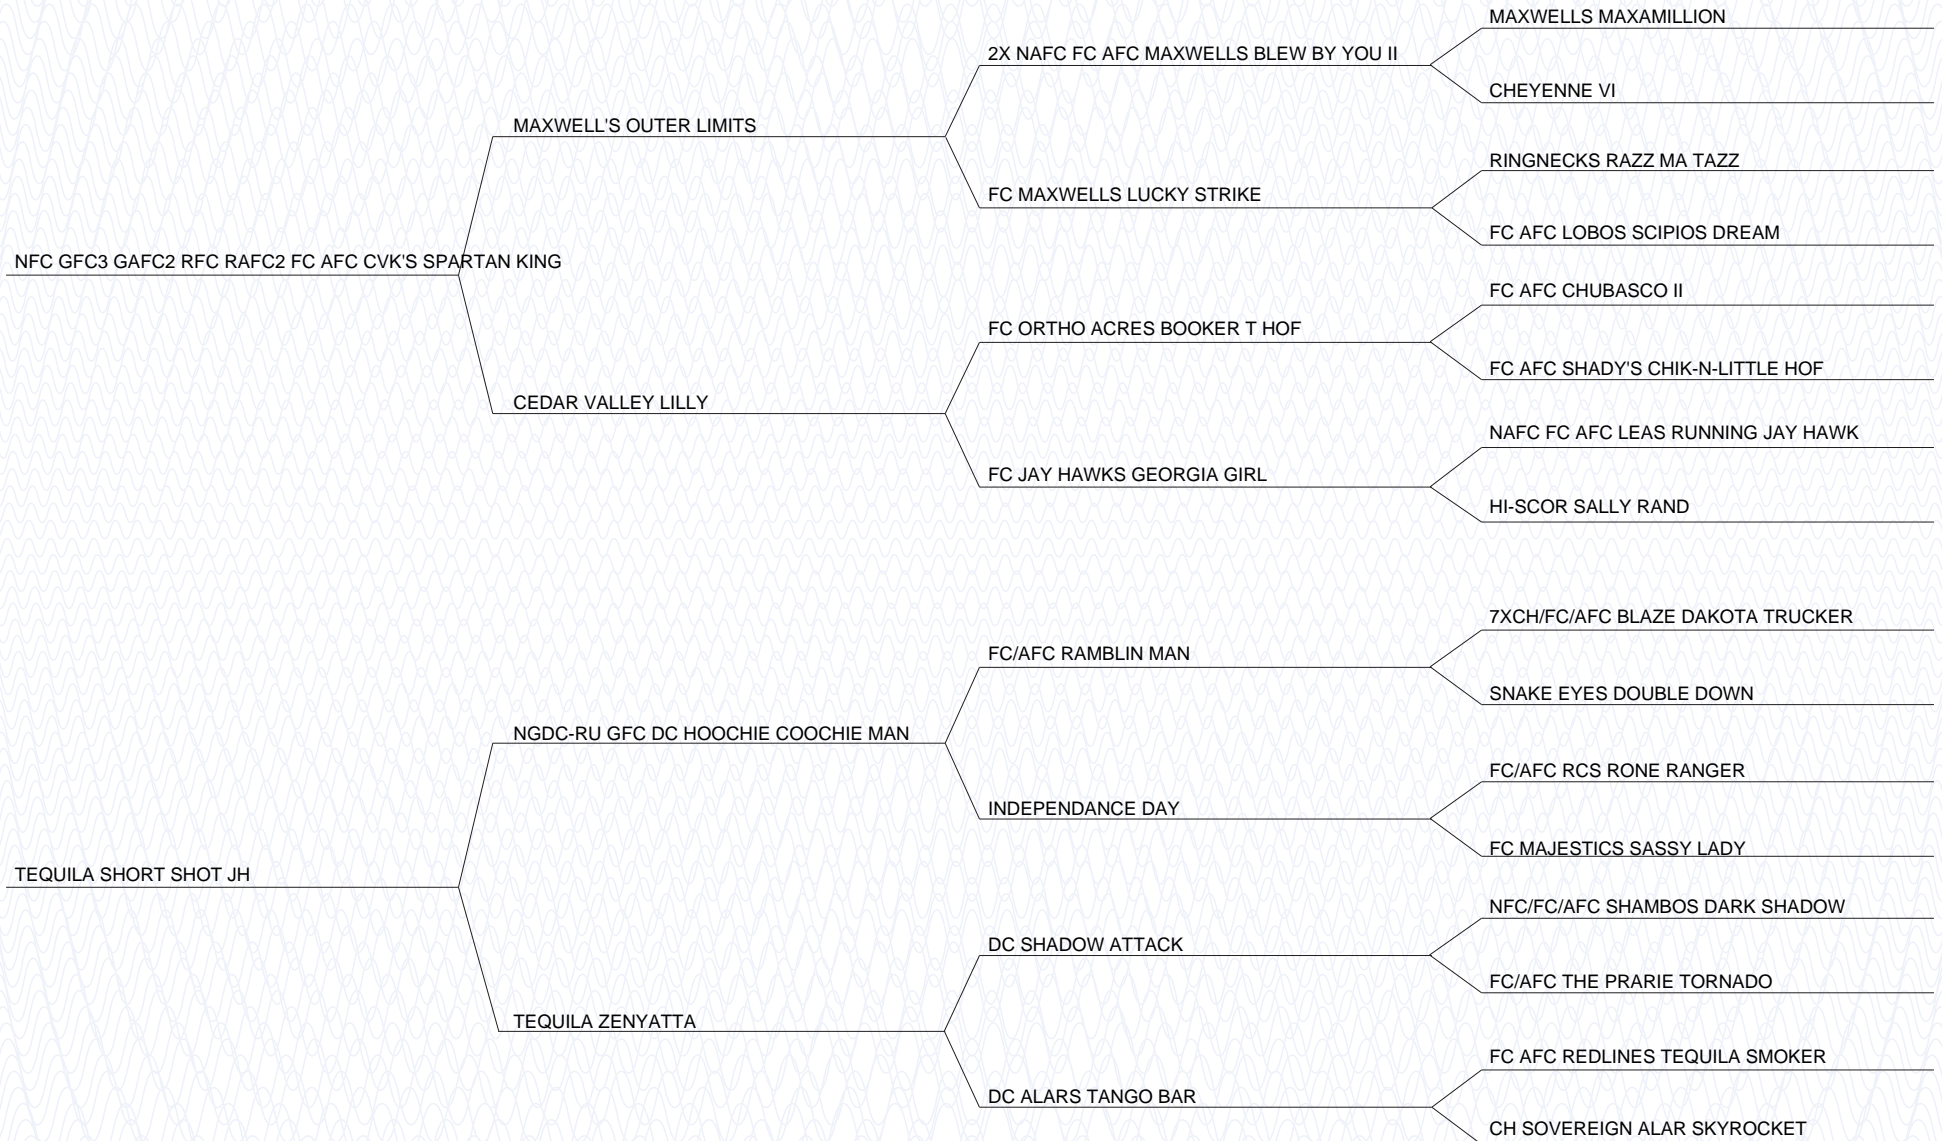 MAXWELLS MAXAMILLION
2X NAFC FC AFC MAXWELLS BLEW BY YOU II
CHEYENNE VI
MAXWELL'S OUTER LIMITS
RINGNECKS RAZZ MA TAZZ
FC MAXWELLS LUCKY STRIKE
FC AFC LOBOS SCIPIOS DREAM
NFC GFC3 GAFC2 RFC RAFC2 FC AFC CVK'S SPARTAN KING
FC AFC CHUBASCO II
FC ORTHO ACRES BOOKER T HOF
FC AFC SHADY'S CHIK-N-LITTLE HOF
CEDAR VALLEY LILLY
NAFC FC AFC LEAS RUNNING JAY HAWK
FC JAY HAWKS GEORGIA GIRL
HI-SCOR SALLY RAND
7XCH/FC/AFC BLAZE DAKOTA TRUCKER
FC/AFC RAMBLIN MAN
SNAKE EYES DOUBLE DOWN
NGDC-RU GFC DC HOOCHIE COOCHIE MAN
FC/AFC RCS RONE RANGER
INDEPENDANCE DAY
FC MAJESTICS SASSY LADY
TEQUILA SHORT SHOT JH
NFC/FC/AFC SHAMBOS DARK SHADOW
DC SHADOW ATTACK
FC/AFC THE PRARIE TORNADO
TEQUILA ZENYATTA
FC AFC REDLINES TEQUILA SMOKER
DC ALARS TANGO BAR
CH SOVEREIGN ALAR SKYROCKET